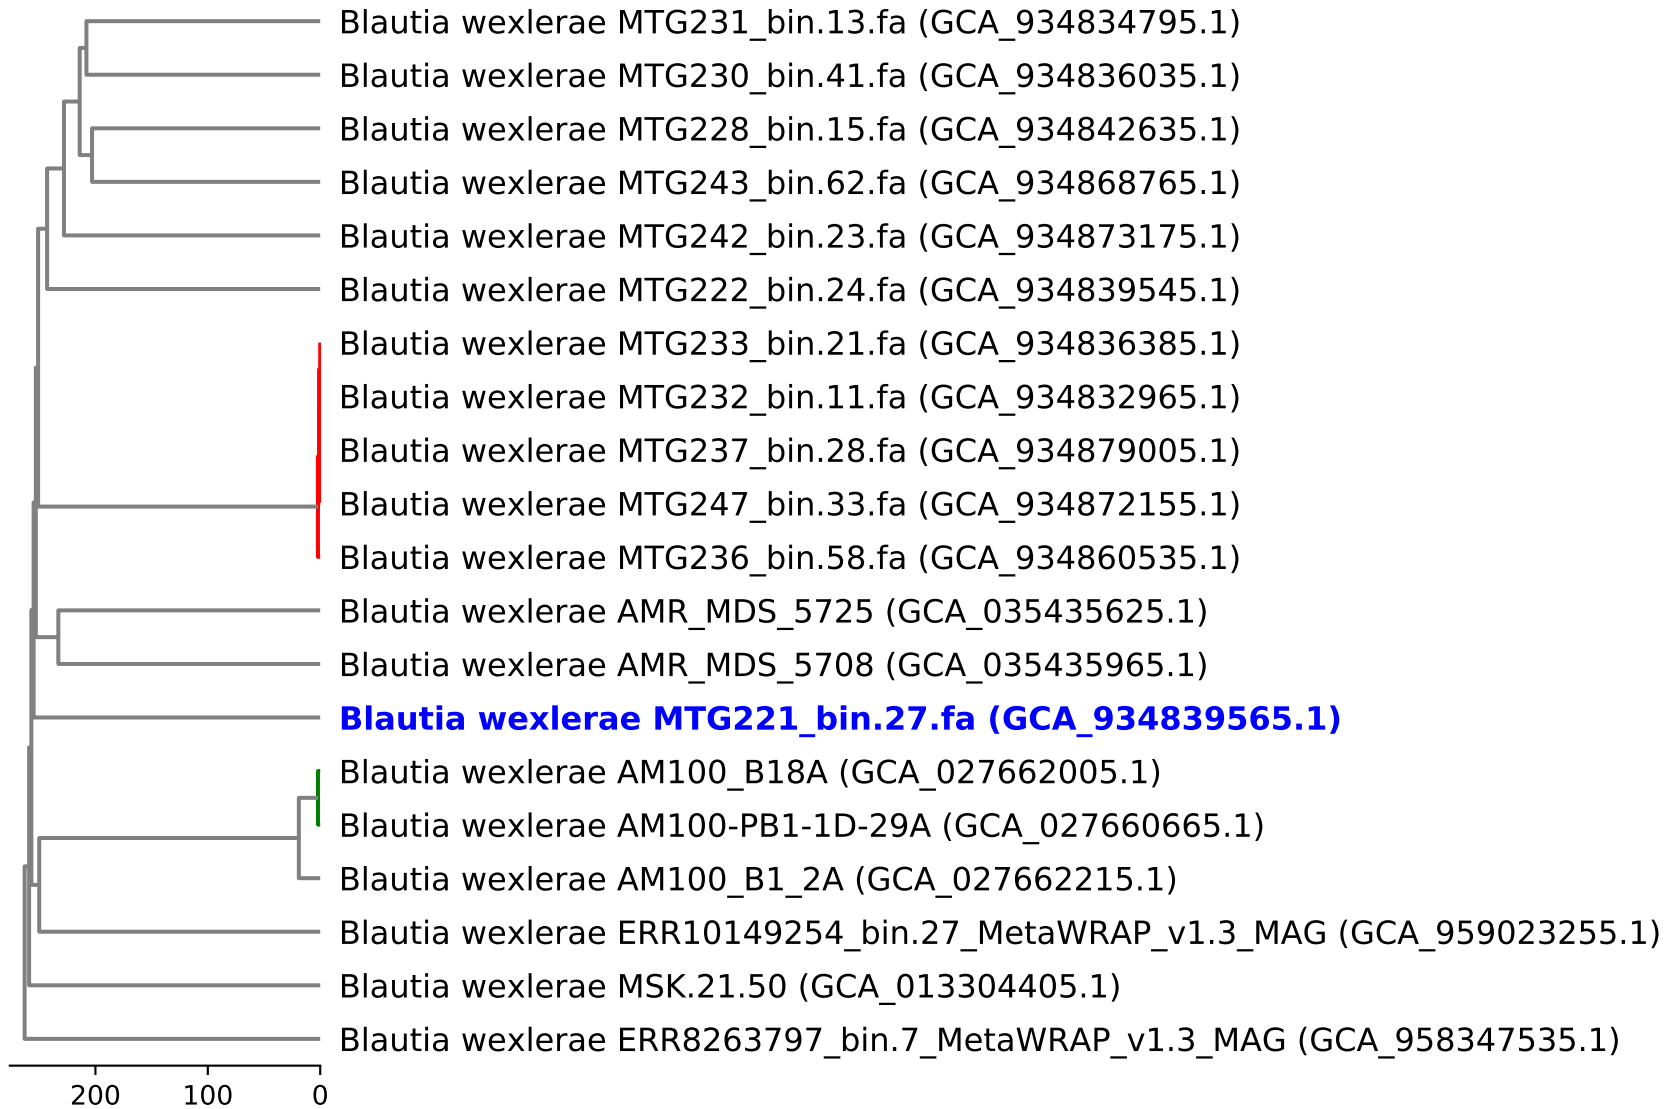 Blautia wexlerae MTG231_bin.13.fa (GCA_934834795.1)
Blautia wexlerae MTG230_bin.41.fa (GCA_934836035.1)
Blautia wexlerae MTG228_bin.15.fa (GCA_934842635.1)
Blautia wexlerae MTG243_bin.62.fa (GCA_934868765.1)
Blautia wexlerae MTG242_bin.23.fa (GCA_934873175.1)
Blautia wexlerae MTG222_bin.24.fa (GCA_934839545.1)
Blautia wexlerae MTG233_bin.21.fa (GCA_934836385.1)
Blautia wexlerae MTG232_bin.11.fa (GCA_934832965.1)
Blautia wexlerae MTG237_bin.28.fa (GCA_934879005.1)
Blautia wexlerae MTG247_bin.33.fa (GCA_934872155.1)
Blautia wexlerae MTG236_bin.58.fa (GCA_934860535.1)
Blautia wexlerae AMR_MDS_5725 (GCA_035435625.1)
Blautia wexlerae AMR_MDS_5708 (GCA_035435965.1)
Blautia wexlerae MTG221_bin.27.fa (GCA_934839565.1)
Blautia wexlerae AM100_B18A (GCA_027662005.1)
Blautia wexlerae AM100-PB1-1D-29A (GCA_027660665.1)
Blautia wexlerae AM100_B1_2A (GCA_027662215.1)
Blautia wexlerae ERR10149254_bin.27_MetaWRAP_v1.3_MAG (GCA_959023255.1)
Blautia wexlerae MSK.21.50 (GCA_013304405.1)
Blautia wexlerae ERR8263797_bin.7_MetaWRAP_v1.3_MAG (GCA_958347535.1)
200 100 0